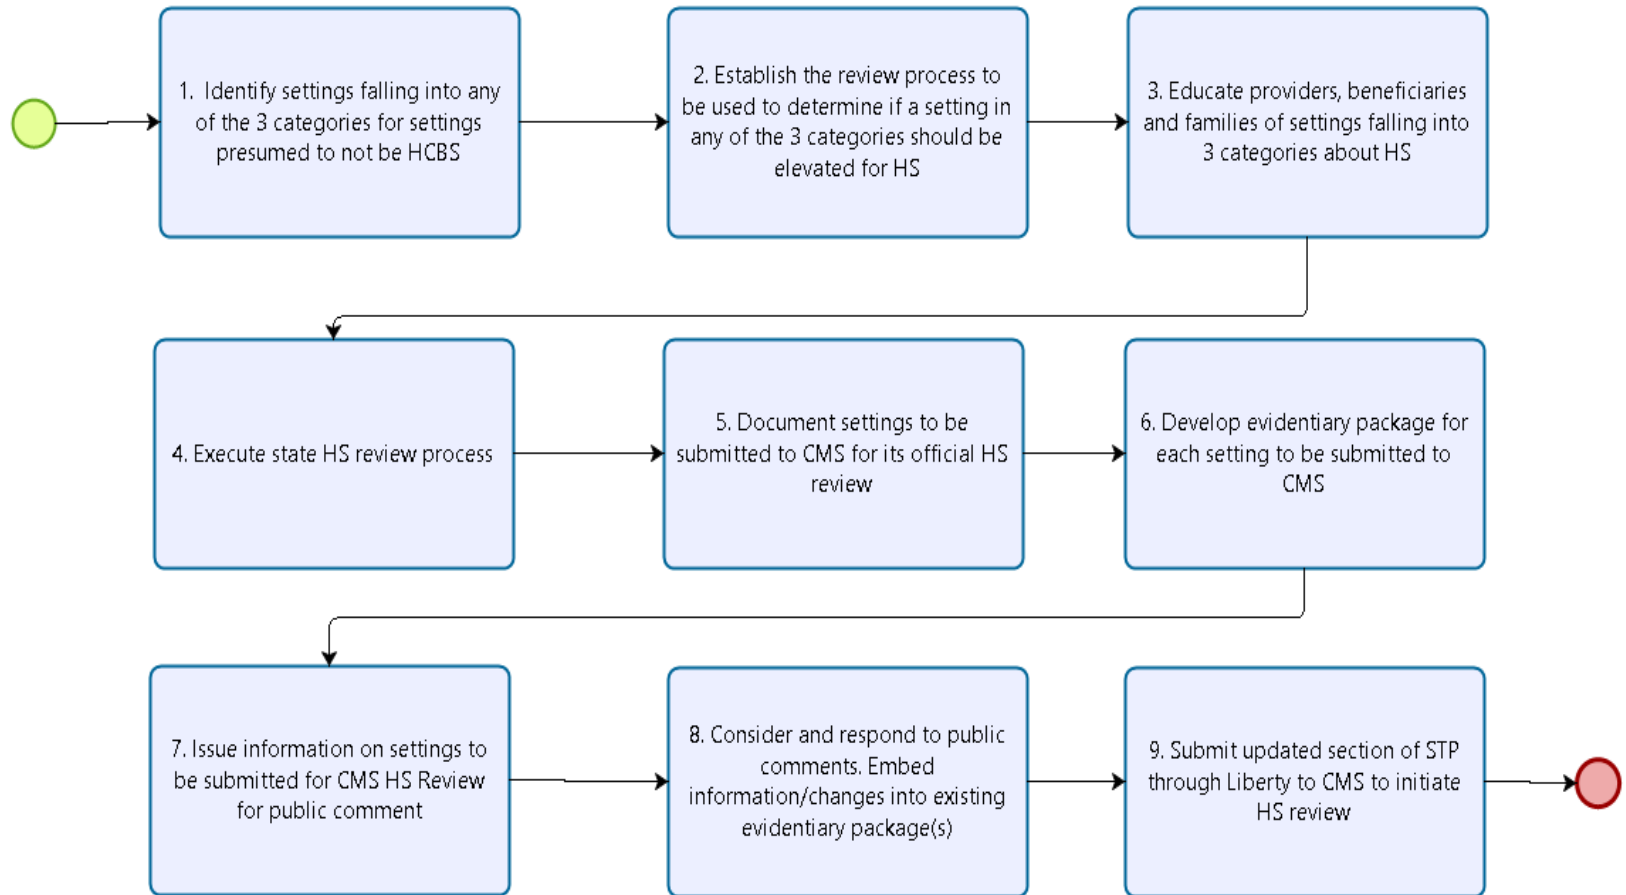 1. Identify settings falling into any
of the 3 categories for settings
presumed to not be HCBS
2. Establish the review process to
be used to determine if a setting in
any of the 3 categories should be
elevated for HS
3. Educate providers, beneficiaries
and families of settings falling into
3 categories about HS
4. Execute state HS review process
5. Document settings to be
submitted to CMS for its official HS
review
6. Develop evidentiary package for
each setting to be submitted to
CMS
7. Issue information on settings to
be submitted for CMS HS Review
for public comment
8. Consider and respond to public
comments. Embed
information/changes into existing
evidentiary package(s)
9. Submit updated section of STP
through Liberty to CMS to initiate
HS review